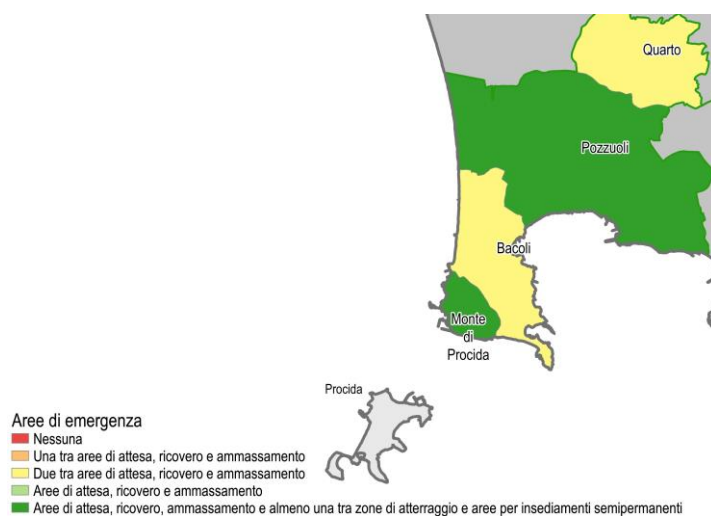 Quarto
Pozzuoli
Bacoli
Monte
di
Procida
Procida
Aree di emergenza
Nessuna
Una tra aree di attesa, ricovero e ammassamento
Due tra aree di attesa, ricovero e ammassamento
Aree di attesa, ricovero e ammassamento
Aree di attesa, ricovero, ammassamento e almeno una tra zone di atterraggio e aree per insediamenti semipermanenti